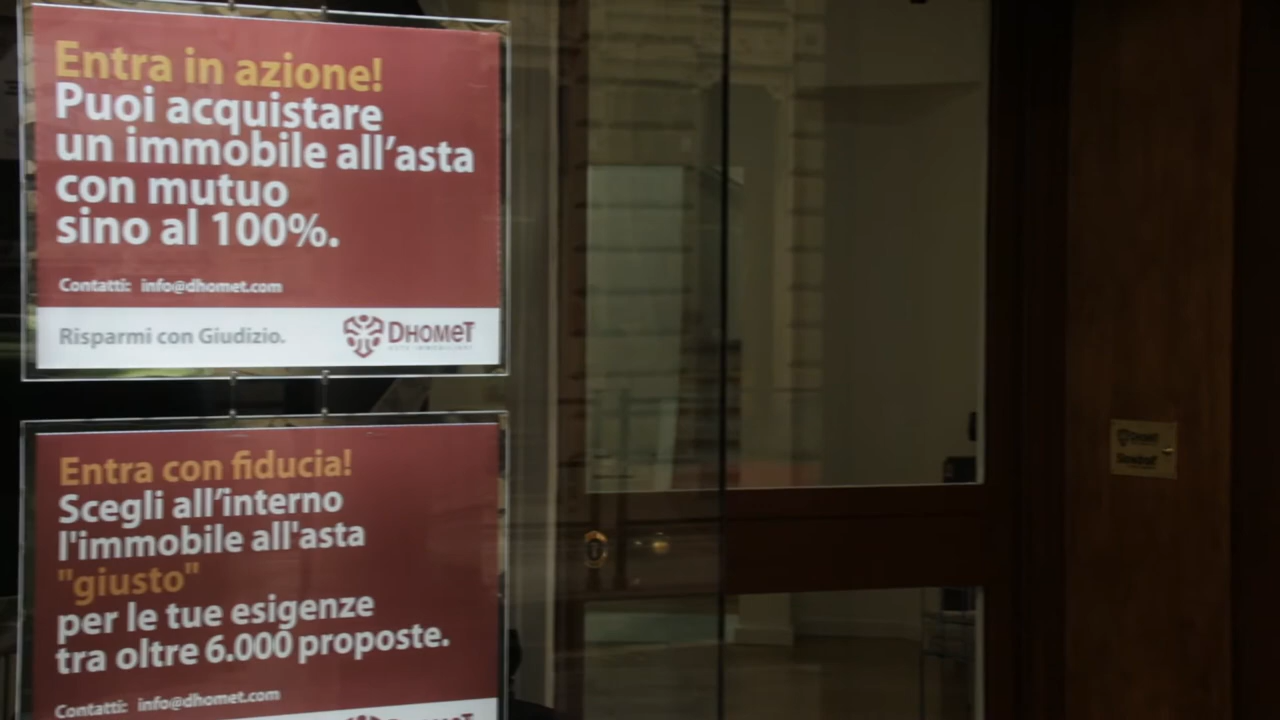 Entra in azione!
Puoi acquistare
un immobile all'asta
con mutuo
sino al 100%.
Contatti: info@dhomet.com
Risparmi con Giudizio.
DHOMET
Entra con fiducia!
Scegli all'interno
l'immobile all'asta
"giusto"
per le tue esigenze
tra oltre 6.000 proposte.
Contatti: info@dhomet.com